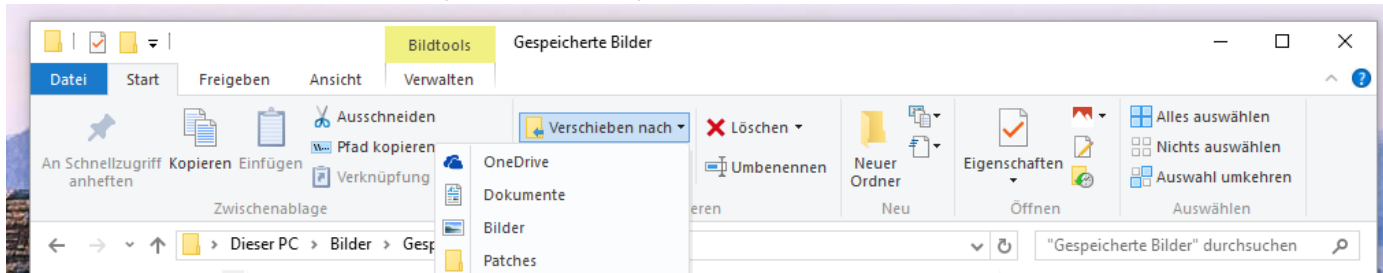 Bildtools
Gespeicherte Bilder
Datei
Start
Freigeben
Ansicht
Verwalten
An Schnellzugriff
anheften
Kopieren
Einfügen
Ausschneiden
Pfad kopieren
Verknüpfung
Zwischenablage
Verschieben nach
OneDrive
Dokumente
Bilder
Patches
Löschen
Umbenennen
eren
Neuer
Ordner
Neu
Eigenschaften
Öffnen
Alles auswählen
Nichts auswählen
Auswahl umkehren
Auswählen
Dieser PC > Bilder > Gesp
"Gespeicherte Bilder" durchsuchen